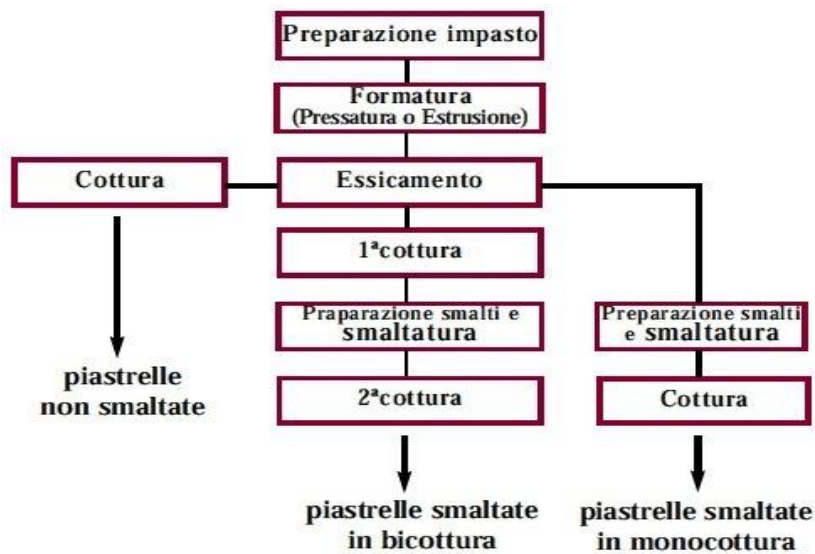 Preparazione impasto
Formatura
(Pressatura o Estrusione)
Cottura
Essicamento
1ªcottura
Praparazione smalti e
smaltatura
Preparazione smalti
e smaltatura
piastrelle
non smaltate
2ªcottura
Cottura
piastrelle smaltate
in bicottura
piastrelle smaltate
in monocottura